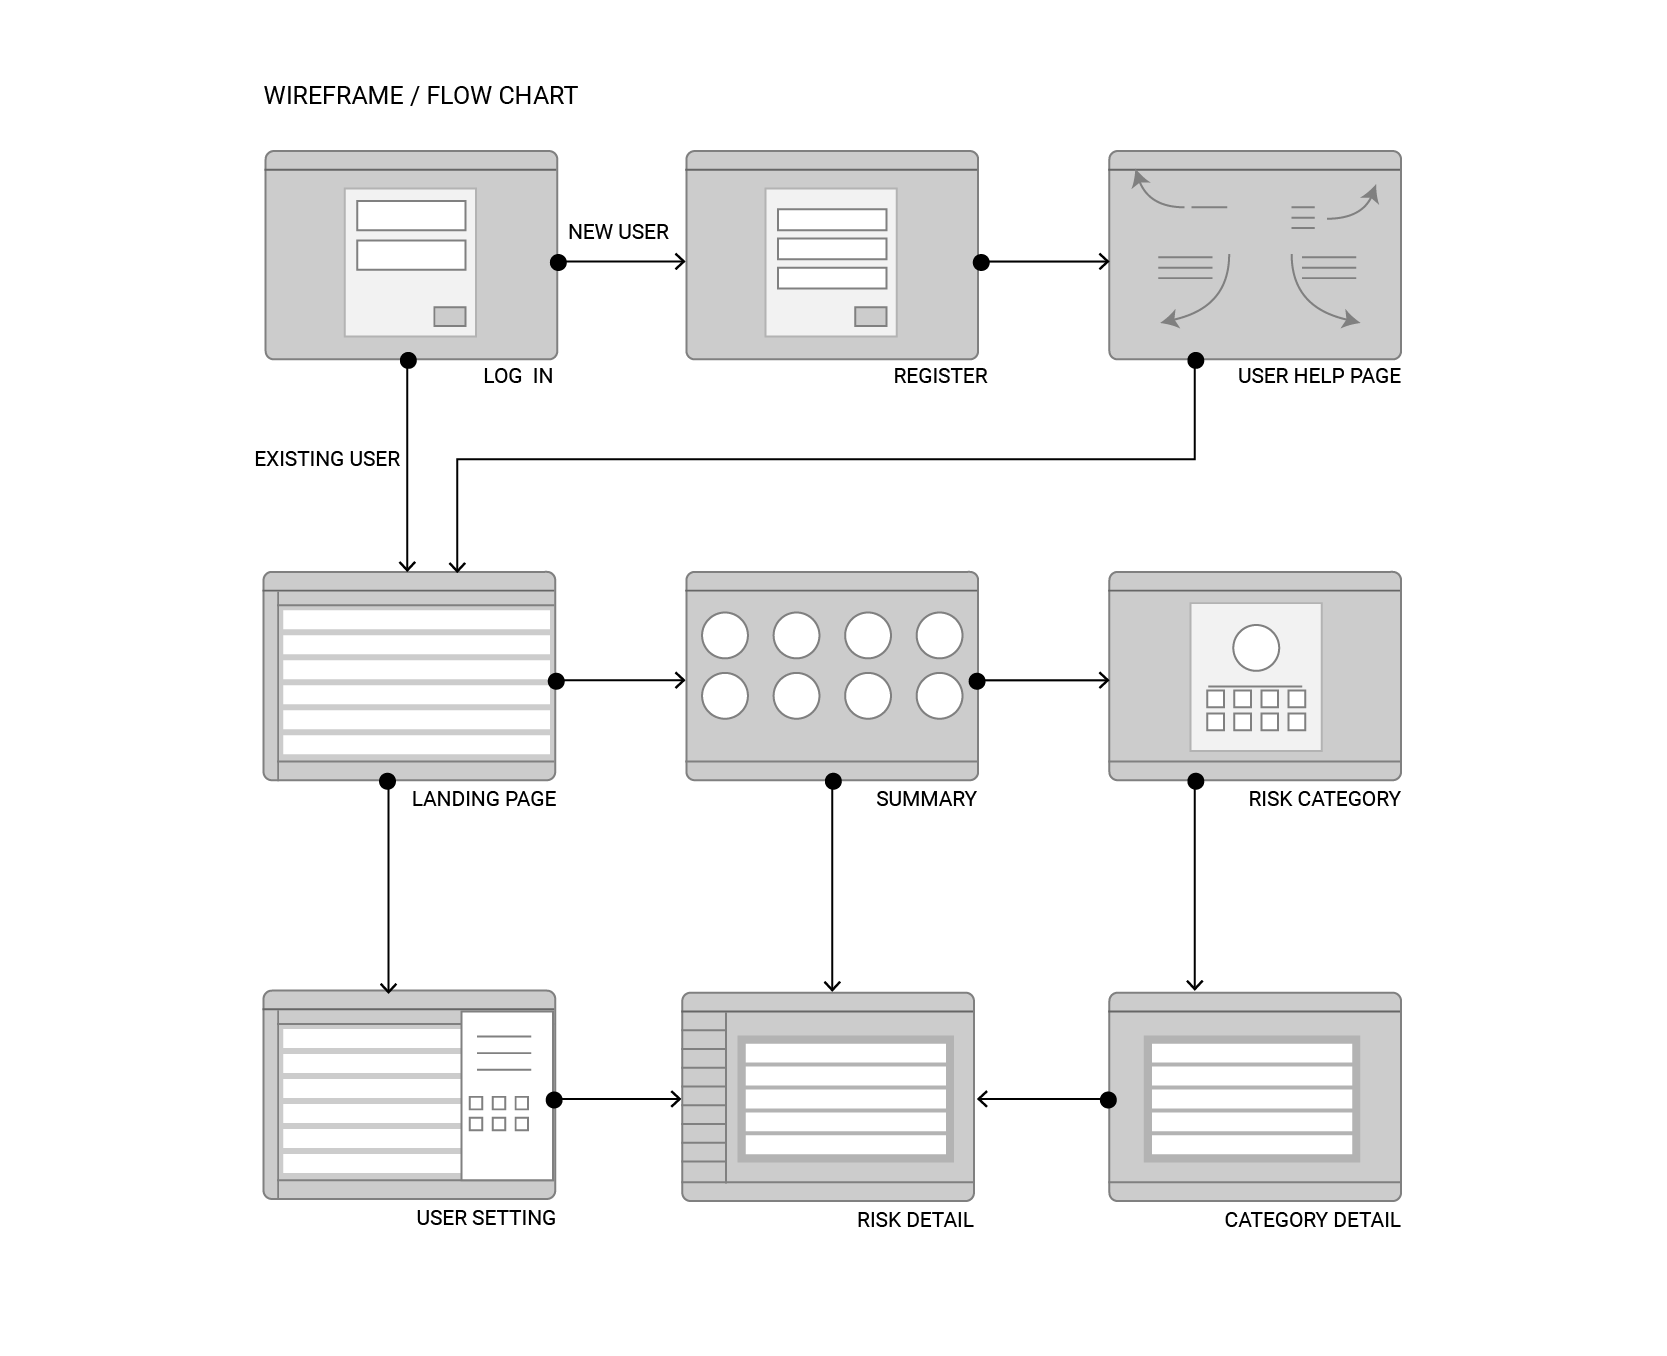 WIREFRAME / FLOW CHART
NEW USER
LOG IN
REGISTER
USER HELP PAGE
EXISTING USER
LANDING PAGE
SUMMARY
RISK CATEGORY
USER SETTING
RISK DETAIL
CATEGORY DETAIL